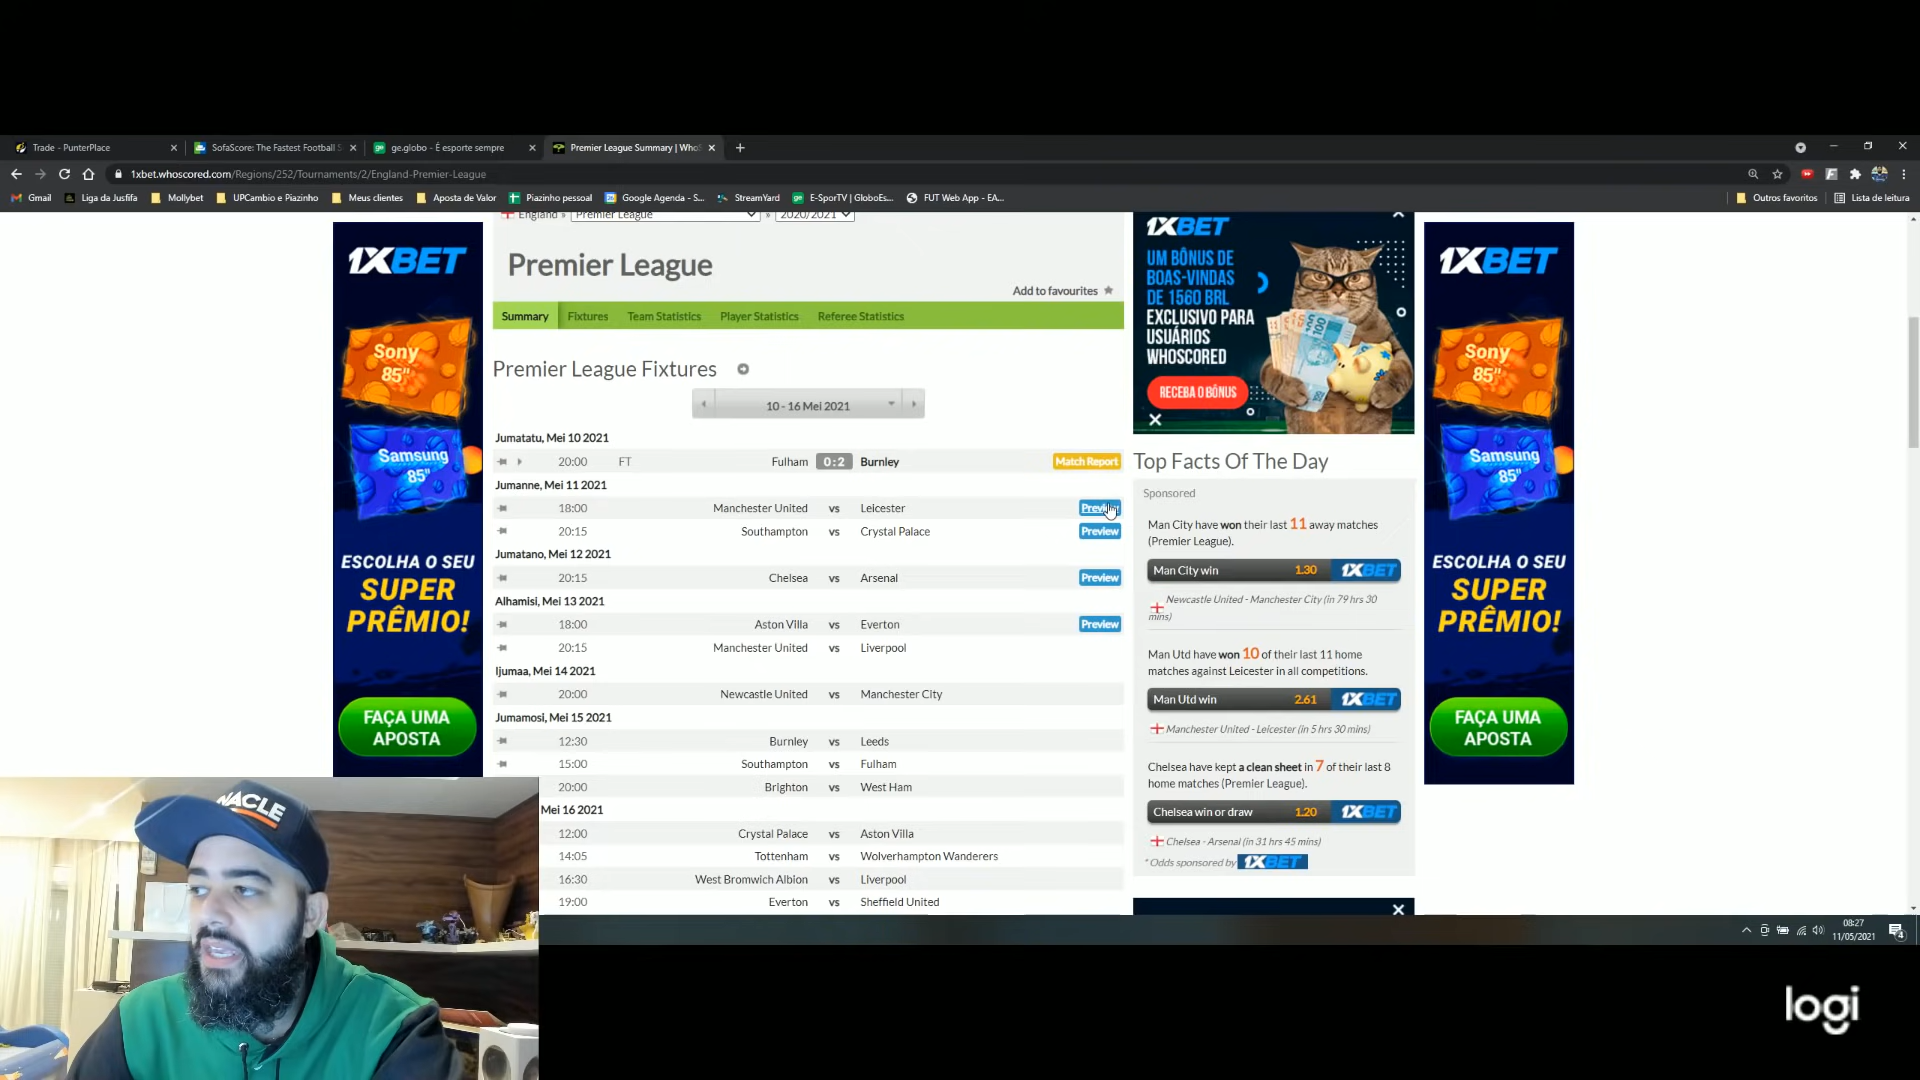 Trade - PunterPlace
SofaScore: The Fastest Football S
ge.globo - É esporte sempre
Premier League Summary | Who
1xbet.whoscored.com/Regions/252/Tournaments/2/England-Premier-League
Gmail Liga da Jusfifa Mollybet UPCambio e Piazinho Meus clientes Aposta de Valor Piazinho pessoal Google Agenda - S... StreamYard E-SporTV | GloboEs... FUT Web App - EA... Outros favoritos Lista de leitura
England » Premier League » 2020/2021
Premier League
Add to favourites
Summary Fixtures Team Statistics Player Statistics Referee Statistics
Premier League Fixtures
10 - 16 Mei 2021
Jumatatu, Mei 10 2021
20:00 FT Fulham 0 : 2 Burnley Match Report
Jumanne, Mei 11 2021
18:00 Manchester United vs Leicester Preview
20:15 Southampton vs Crystal Palace Preview
Jumatano, Mei 12 2021
20:15 Chelsea vs Arsenal Preview
Alhamisi, Mei 13 2021
18:00 Aston Villa vs Everton Preview
20:15 Manchester United vs Liverpool
Ijumaa, Mei 14 2021
20:00 Newcastle United vs Manchester City
Jumamosi, Mei 15 2021
12:30 Burnley vs Leeds
15:00 Southampton vs Fulham
20:00 Brighton vs West Ham
Mei 16 2021
12:00 Crystal Palace vs Aston Villa
14:05 Tottenham vs Wolverhampton Wanderers
16:30 West Bromwich Albion vs Liverpool
19:00 Everton vs Sheffield United
1XBET
Sony
85"
Samsung
85"
ESCOLHA O SEU
SUPER
PRÊMIO!
FAÇA UMA
APOSTA
1XBET
UM BÔNUS DE
BOAS-VINDAS
DE 1560 BRL
EXCLUSIVO PARA
USUÁRIOS
WHOSCORED
RECEBA O BÔNUS
100
Top Facts Of The Day
Sponsored
Man City have won their last 11 away matches
(Premier League).
Man City win 1.30 1XBET
Newcastle United - Manchester City (in 79 hrs 30
mins)
Man Utd have won 10 of their last 11 home
matches against Leicester in all competitions.
Man Utd win 2.61 1XBET
Manchester United - Leicester (in 5 hrs 30 mins)
Chelsea have kept a clean sheet in 7 of their last 8
home matches (Premier League).
Chelsea win or draw 1.20 1XBET
Chelsea - Arsenal (in 31 hrs 45 mins)
* Odds sponsored by 1XBET
1XBET
Sony
85"
Samsung
85"
ESCOLHA O SEU
SUPER
PRÊMIO!
FAÇA UMA
APOSTA
NACLE
08:27
11/05/2021
4
logi